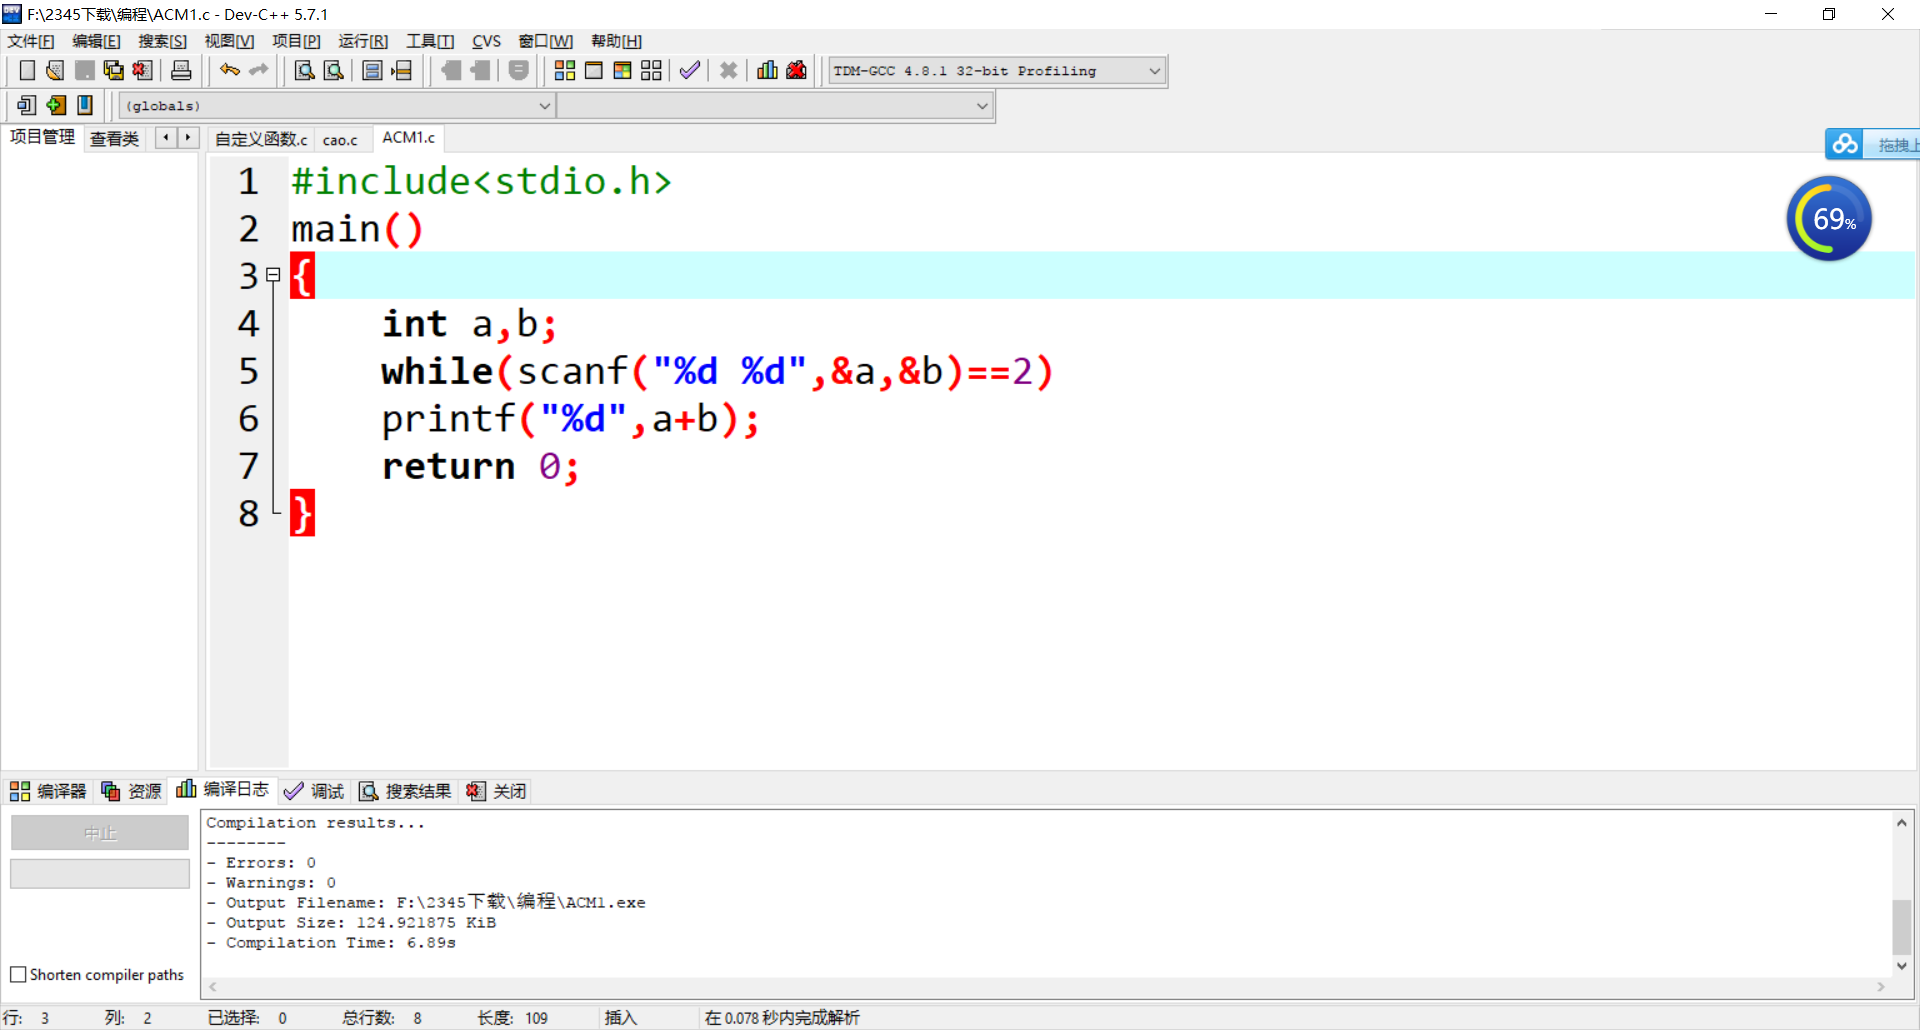 F:\2345下载\编程\ACM1.c - Dev-C++ 5.7.1
文件[F] 编辑[E] 搜索[S] 视图[V] 项目[P] 运行[R] 工具[T] CVS 窗口[W] 帮助[H]
TDM-GCC 4.8.1 32-bit Profiling
(globals)
项目管理 查看类 自定义函数.c cao.c ACM1.c
拖拽上
69%
1 #include<stdio.h>
2 main()
3 {
4 int a,b;
5 while(scanf("%d %d",&a,&b)==2)
6 printf("%d",a+b);
7 return 0;
8 }
编译器 资源 编译日志 调试 搜索结果 关闭
中止
Compilation results...
--------
- Errors: 0
- Warnings: 0
- Output Filename: F:\2345下载\编程\ACM1.exe
- Output Size: 124.921875 KiB
- Compilation Time: 6.89s
Shorten compiler paths
行: 3 列: 2 已选择: 0 总行数: 8 长度: 109 插入 在 0.078 秒内完成解析